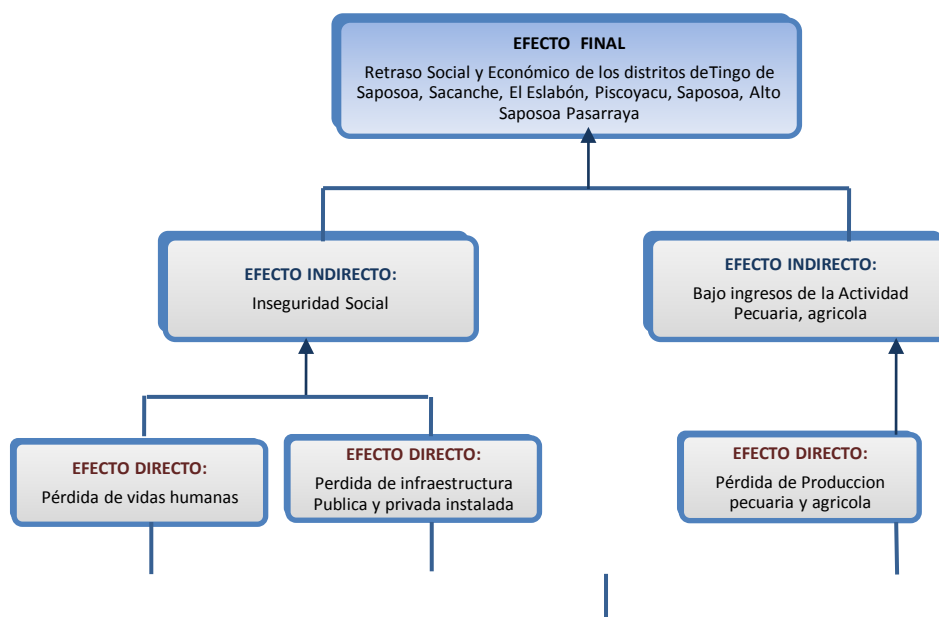 EFECTO FINAL
Retraso Social y Económico de los distritos deTingo de
Saposoa, Sacanche, El Eslabón, Piscoyacu, Saposoa, Alto
Saposoa Pasarraya
EFECTO INDIRECTO:
Inseguridad Social
EFECTO INDIRECTO:
Bajo ingresos de la Actividad
Pecuaria, agricola
EFECTO DIRECTO:
Pérdida de vidas humanas
EFECTO DIRECTO:
Perdida de infraestructura
Publica y privada instalada
EFECTO DIRECTO:
Pérdida de Produccion
pecuaria y agricola